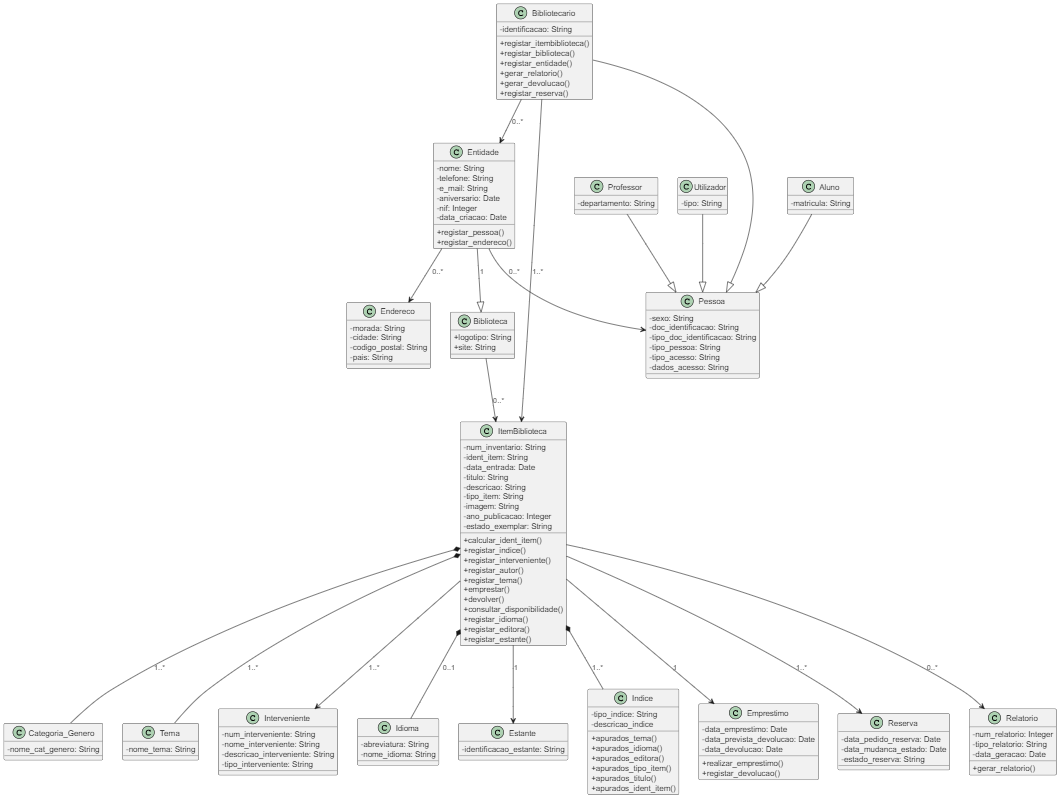 C Bibliotecario
-identificacao: String
+registar_itembiblioteca()
+registar_biblioteca()
+registar_entidade()
+gerar_relatorio()
+gerar_devolucao()
+registar_reserva()
0..*
C Entidade
-nome: String
-telefone: String
-e_mail: String
-aniversario: Date
-nif: Integer
-data_criacao: Date
+registar_pessoa()
+registar_endereco()
C Professor
-departamento: String
C Utilizador
-tipo: String
C Aluno
-matricula: String
0..*
1
0..*
1..*
C Endereco
-morada: String
-cidade: String
-codigo_postal: String
-pais: String
C Biblioteca
+logotipo: String
+site: String
C Pessoa
-sexo: String
-doc_identificacao: String
-tipo_doc_identificacao: String
-tipo_pessoa: String
-tipo_acesso: String
-dados_acesso: String
0..*
C ItemBiblioteca
-num_inventario: String
-ident_item: String
-data_entrada: Date
-titulo: String
-descricao: String
-tipo_item: String
-imagem: String
-ano_publicacao: Integer
-estado_exemplar: String
+calcular_ident_item()
+registar_indice()
+registar_interveniente()
+registar_autor()
+registar_tema()
+emprestar()
+devolver()
+consultar_disponibilidade()
+registar_idioma()
+registar_editora()
+registar_estante()
1..*
1..*
1..*
0..1
1
1..*
1
1..*
0..*
C Categoria_Genero
-nome_cat_genero: String
C Tema
-nome_tema: String
C Interveniente
-num_interveniente: String
-nome_interveniente: String
-descricao_interveniente: String
-tipo_interveniente: String
C Idioma
-abreviatura: String
-nome_idioma: String
C Estante
-identificacao_estante: String
C Indice
-tipo_indice: String
-descricao_indice
+apurados_tema()
+apurados_idioma()
+apurados_editora()
+apurados_tipo_item()
+apurados_titulo()
+apurados_ident_item()
C Emprestimo
-data_emprestimo: Date
-data_prevista_devolucao: Date
-data_devolucao: Date
+realizar_emprestimo()
+registar_devolucao()
C Reserva
-data_pedido_reserva: Date
-data_mudanca_estado: Date
-estado_reserva: String
C Relatorio
-num_relatorio: Integer
-tipo_relatorio: String
-data_geracao: Date
+gerar_relatorio()